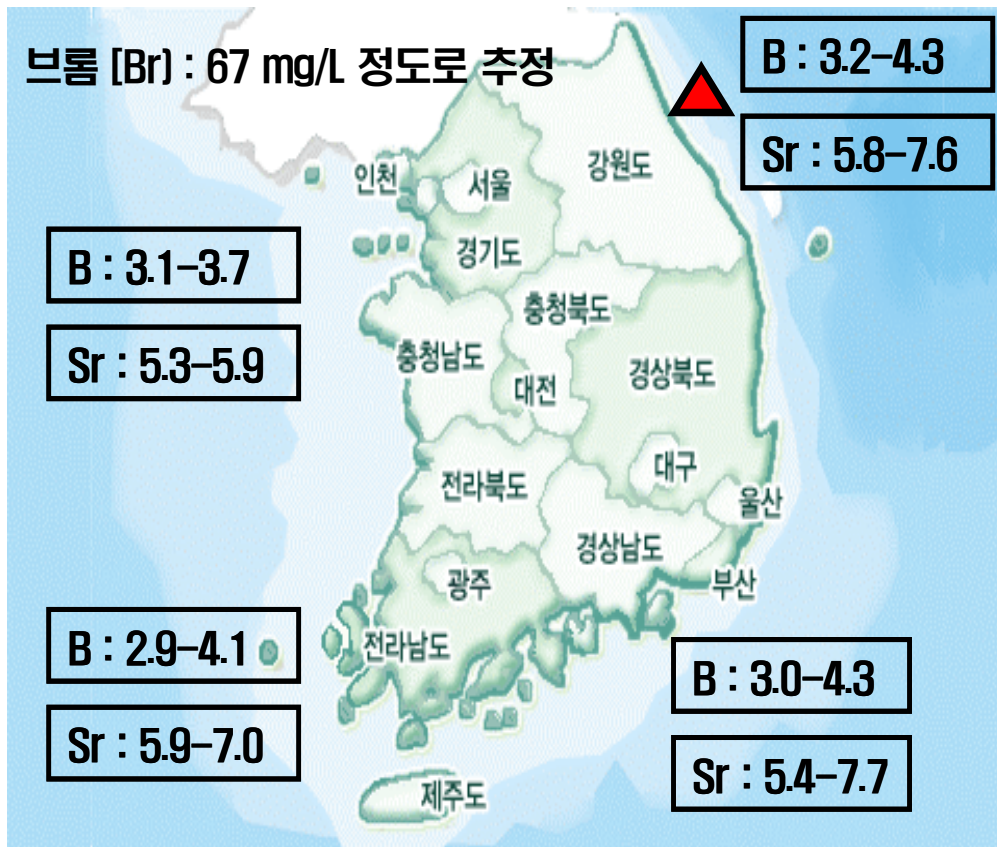 브롬 [Br] : 67 mg/L 정도로 추정
B : 3.2-4.3
Sr : 5.8-7.6
강원도
인천
서울
경기도
B : 3.1-3.7
충청북도
Sr : 5.3-5.9
충청남도
경상북도
대전
대구
전라북도
울산
경상남도
광주
부산
B : 2.9-4.1
전라남도
B : 3.0-4.3
Sr : 5.9-7.0
Sr : 5.4-7.7
제주도